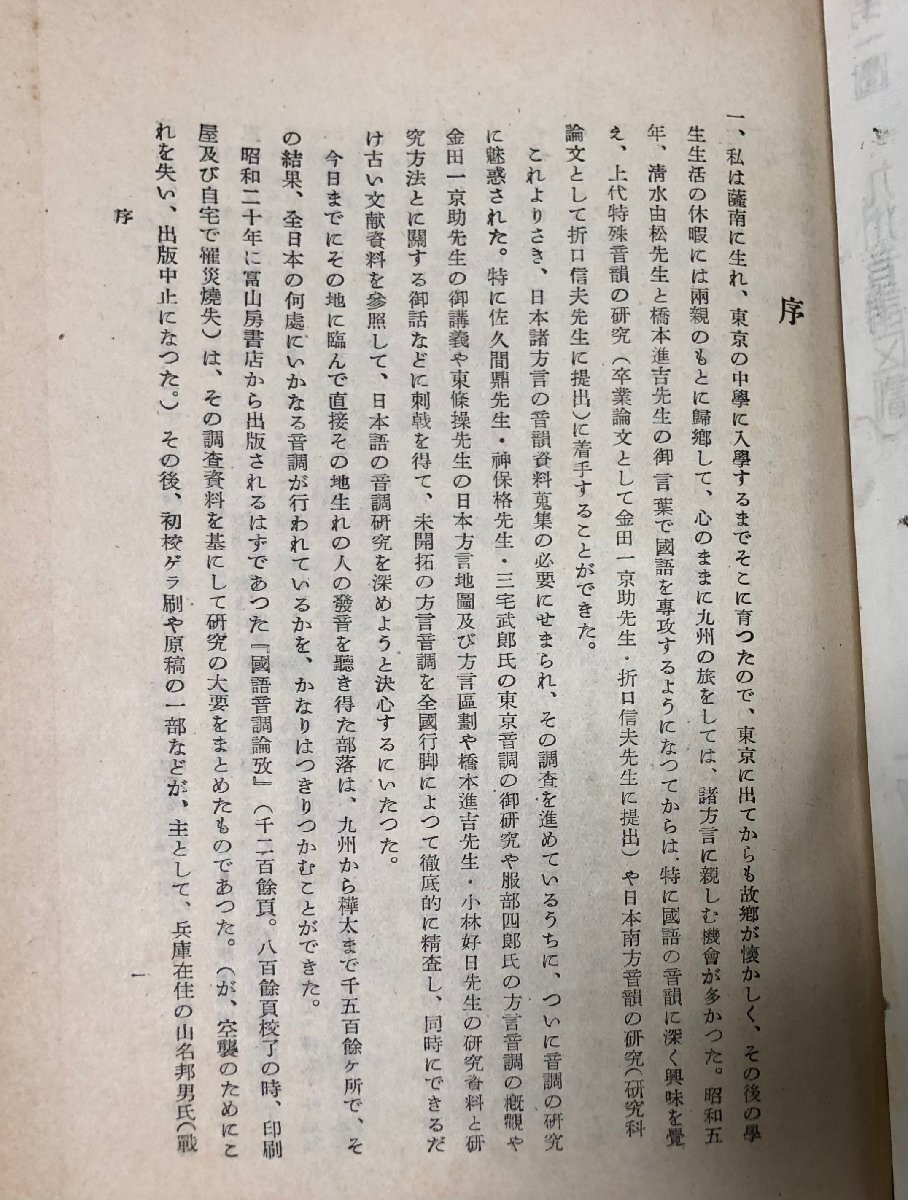 序
一、私は薩南に生れ、東京の中學に入學するまでそこに育つたので、東京に出てからも故鄕が懷かしく、その後の學
生生活の休暇には兩親のもとに歸鄕して、心のままに九州の旅をしては、諸方言に親しむ機會が多かつた。昭和五
年、淸水由松先生と橋本進吉先生の御言葉で國語を專攻するようになつてからは、特に國語の音韻に深く興味を覺
え、上代特殊音韻の研究（卒業論文として金田一京助先生・折口信夫先生に提出）や日本南方音韻の研究（研究科
論文として折口信夫先生に提出）に着手することができた。
これよりさき、日本諸方言の音韻資料蒐集の必要にせまられ、その調査を進めているうちに、ついに音調の研究
に魅惑された。特に佐久間鼎先生・神保格先生・三宅武郎氏の東京音調の御研究や服部四郎氏の方言音調の槪觀や
金田一京助先生の御講義や東條操先生の日本方言地圖及び方言區劃や橋本進吉先生・小林好日先生の研究資料と研
究方法とに關する御話などに刺戟を得て、未開拓の方言音調を全國行脚によつて徹底的に精査し、同時にできるだ
け古い文献資料を參照して、日本語の音調研究を深めようと決心するにいたつた。
今日までにその地に臨んで直接その地生れの人の發音を聽き得た部落は、九州から樺太まで千五百餘ヶ所で、そ
の結果、全日本の何處にいかなる音調が行われているかを、かなりはつきりつかむことができた。
昭和二十年に富山房書店から出版されるはずであつた『國語音調論攷』（千二百餘頁。八百餘頁校了の時、印刷
屋及び自宅で罹災燒失）は、その調査資料を基にして硏究の大要をまとめたものであつた。（が、空襲のためにこ
れを失い、出版中止になつた。）その後、初校ゲラ刷や原稿の一部などが、主として、兵庫在住の山名邦男氏（戰
序
一